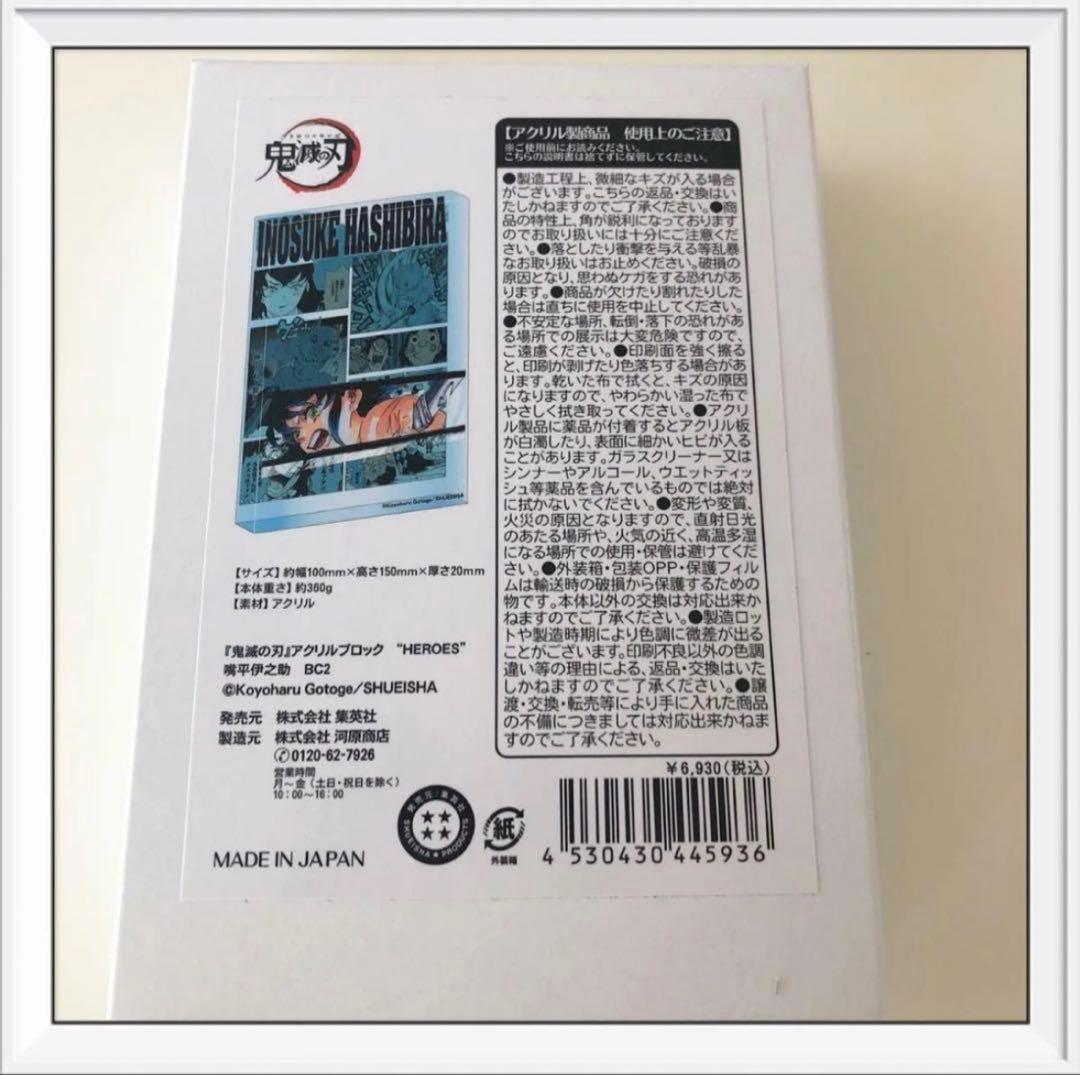 鬼滅の刃
INOSUKE HASHIBIRA
©Koyoharu Gotoge/SHUEISHA
【サイズ】約幅100mm×高さ150mm×厚さ20mm
【本体重さ】約360g
【素材】アクリル
『鬼滅の刃』アクリルブロック “HEROES”
嘴平伊之助 BC2
©Koyoharu Gotoge/SHUEISHA
発売元 株式会社 集英社
製造元 株式会社 河原商店
✆0120-62-7926
営業時間
月～金(土日・祝日を除く)
10:00～16:00
MADE IN JAPAN
発売元 集英社
SHUEISHA★PRODUCTS
紙
外装箱
【アクリル製商品 使用上のご注意】
※ご使用前にお読みください。
こちらの説明書は捨てずに保管してください。
●製造工程上、微細なキズが入る場合
がございます。こちらの返品・交換はい
たしかねますのでご了承ください。●商
品の特性上、角が鋭利になっております
のでお取り扱いには十分にご注意くだ
さい。●落としたり衝撃を与える等乱暴
なお取り扱いはお止めください。破損の
原因となり、思わぬケガをする恐れがあ
ります。●商品が欠けたり割れたりした
場合は直ちに使用を中止してください。
●不安定な場所、転倒・落下の恐れがあ
る場所での展示は大変危険ですので、
ご遠慮ください。●印刷面を強く擦る
と、印刷が剥げたり色落ちする場合があ
ります。乾いた布で拭くと、キズの原因
になりますので、やわらかい湿った布で
やさしく拭き取ってください。●アクリ
ル製品に薬品が付着するとアクリル板
が白濁したり、表面に細かいヒビが入る
ことがあります。ガラスクリーナー又は
シンナーやアルコール、ウエットティッ
シュ等薬品を含んでいるものでは絶対
に拭かないでください。●変形や変質、
火災の原因となりますので、直射日光
のあたる場所や、火気の近く、高温多湿
になる場所での使用・保管は避けてくだ
さい。●外装箱・包装OPP・保護フィル
ムは輸送時の破損から保護するための
物です。本体以外の交換は対応出来か
ねますのでご了承ください。●製造ロッ
トや製造時期により色調に微差が出る
ことがございます。印刷不良以外の色調
違い等の理由による、返品・交換はいた
しかねますのでご了承ください。●譲
渡・交換・転売等により手に入れた商品
の不備につきましては対応出来かねま
すのでご了承ください。
￥6,930(税込)
4 530430 445936